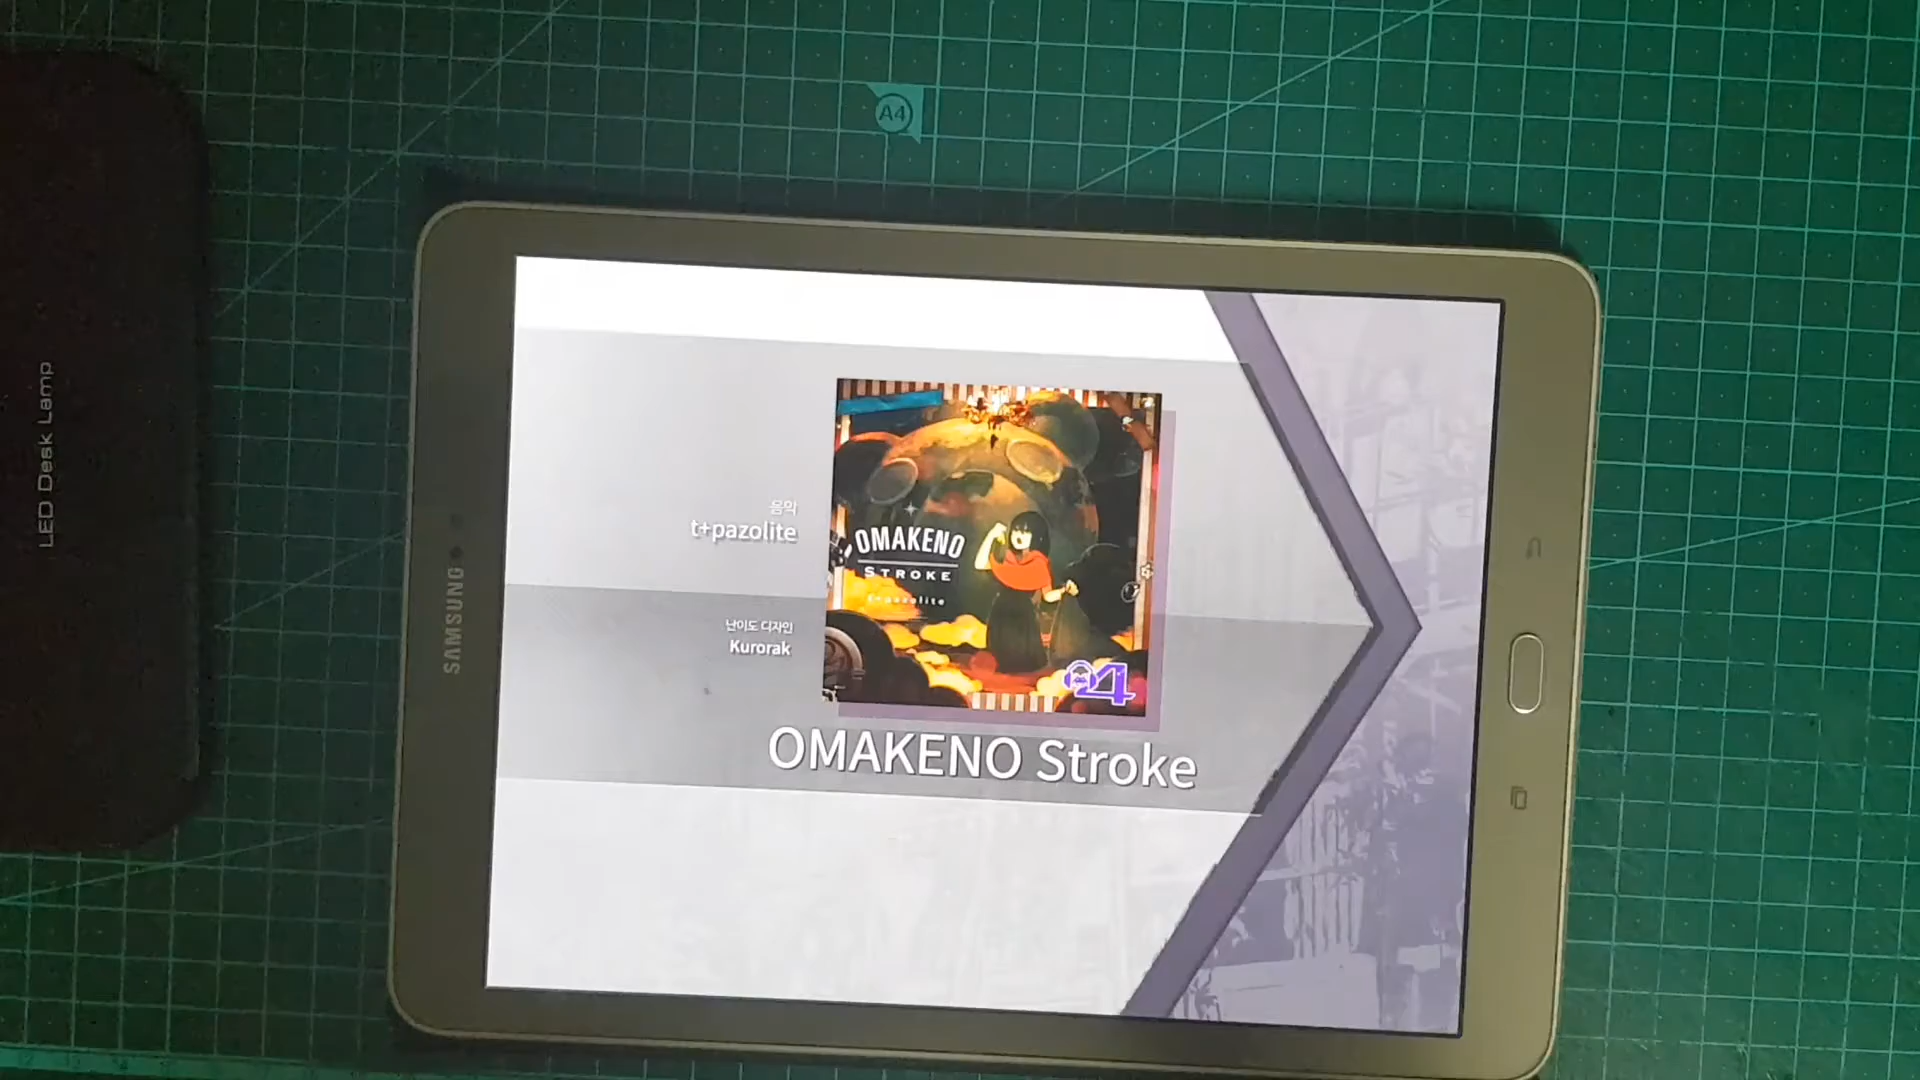 A4
LED Desk Lamp
SAMSUNG
음악
t+pazolite
난이도 디자인
Kurorak
OMAKENO
STROKE
t+pazolite
04
OMAKENO Stroke